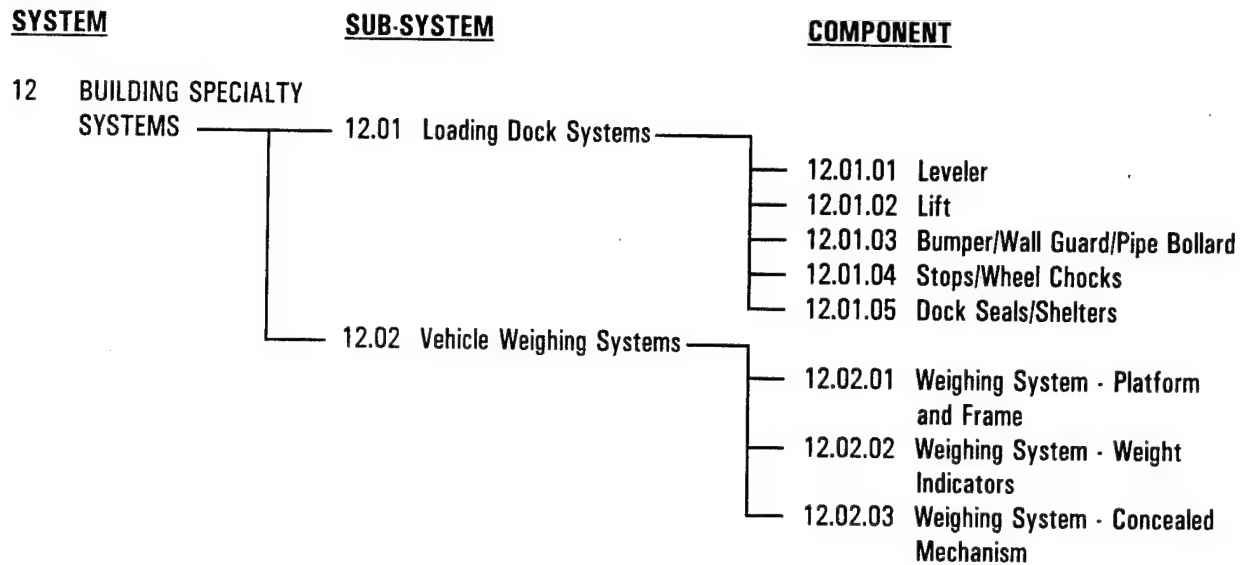 SYSTEM SUB-SYSTEM COMPONENT
12 BUILDING SPECIALTY
SYSTEMS 12.01 Loading Dock Systems
12.01.01 Leveler
12.01.02 Lift
12.01.03 Bumper/Wall Guard/Pipe Bollard
12.01.04 Stops/Wheel Chocks
12.01.05 Dock Seals/Shelters
12.02 Vehicle Weighing Systems
12.02.01 Weighing System - Platform
and Frame
12.02.02 Weighing System - Weight
Indicators
12.02.03 Weighing System - Concealed
Mechanism